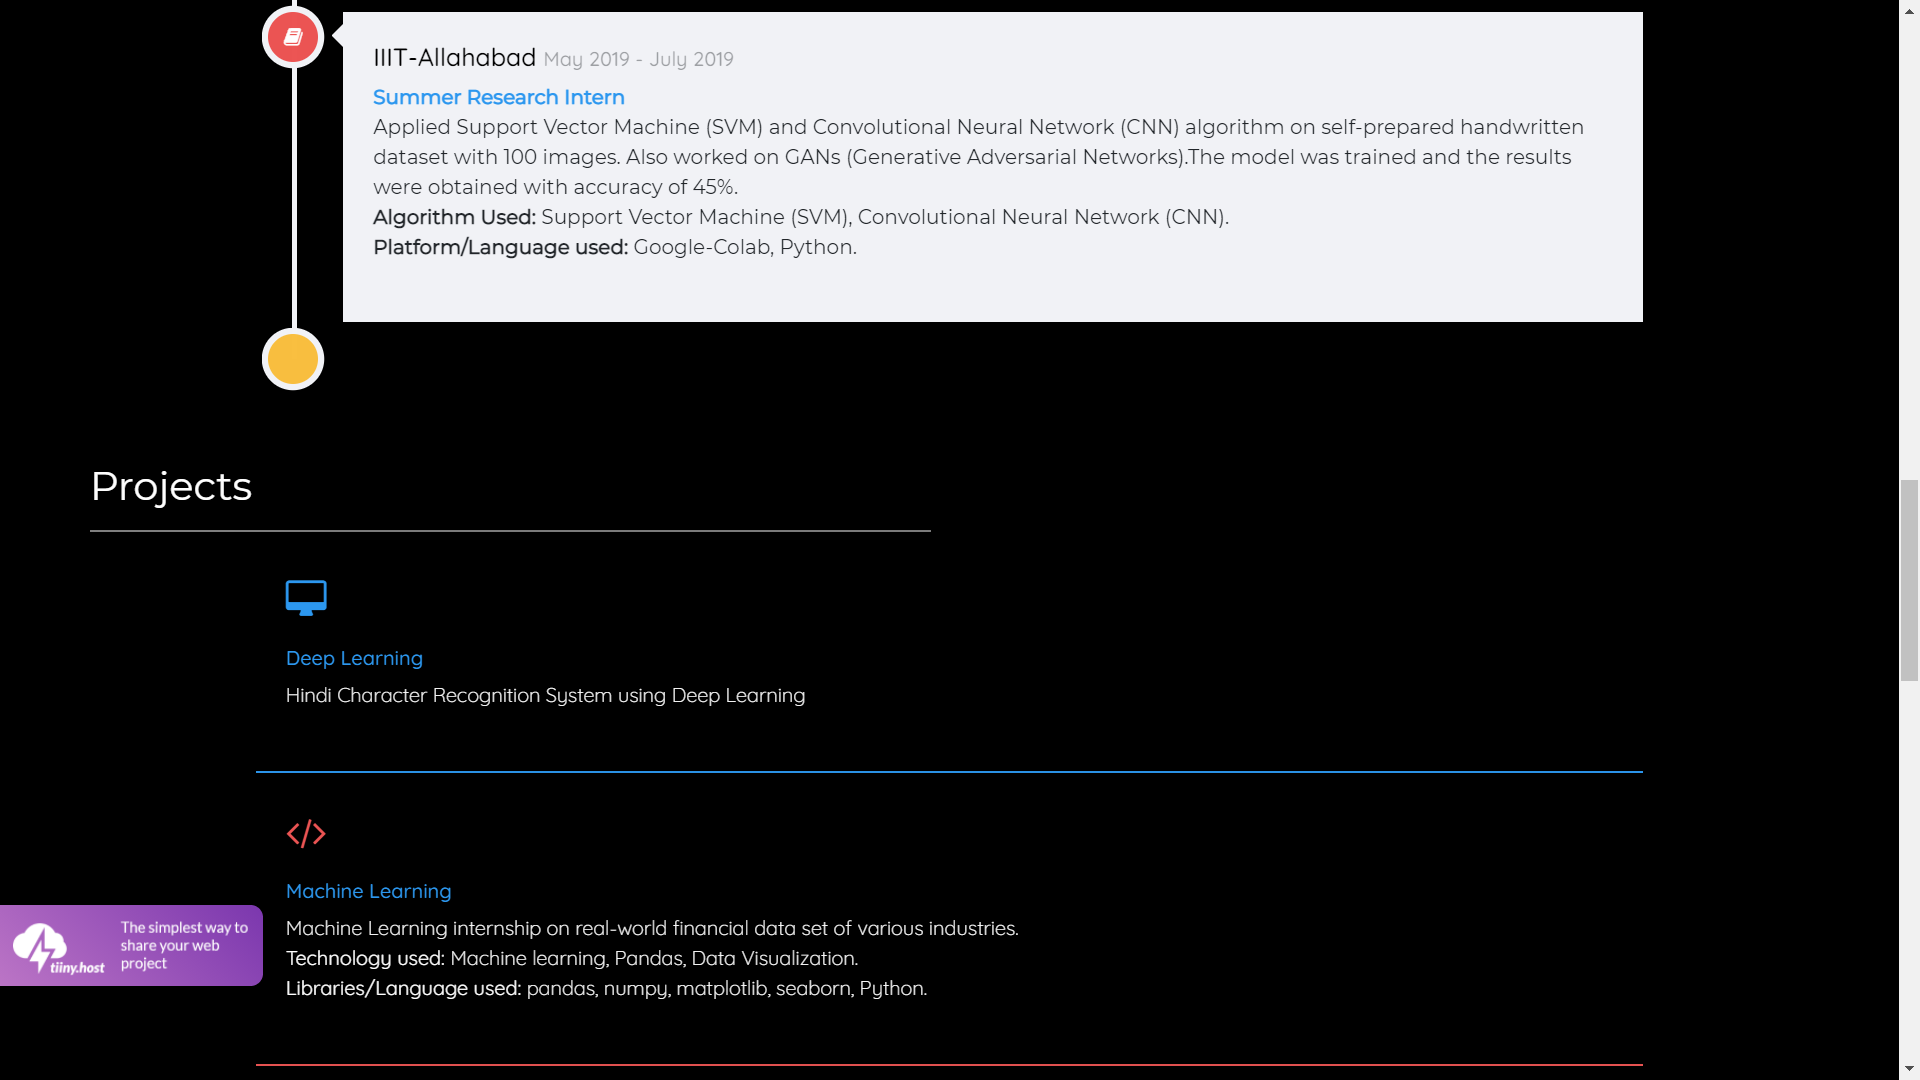 IIIT-Allahabad May 2019 - July 2019
Summer Research Intern
Applied Support Vector Machine (SVM) and Convolutional Neural Network (CNN) algorithm on self-prepared handwritten
dataset with 100 images. Also worked on GANs (Generative Adversarial Networks).The model was trained and the results
were obtained with accuracy of 45%.
Algorithm Used: Support Vector Machine (SVM), Convolutional Neural Network (CNN).
Platform/Language used: Google-Colab, Python.
Projects
Deep Learning
Hindi Character Recognition System using Deep Learning
Machine Learning
Machine Learning internship on real-world financial data set of various industries.
Technology used: Machine learning, Pandas, Data Visualization.
Libraries/Language used: pandas, numpy, matplotlib, seaborn, Python.
tiiny.host
The simplest way to
share your web
project